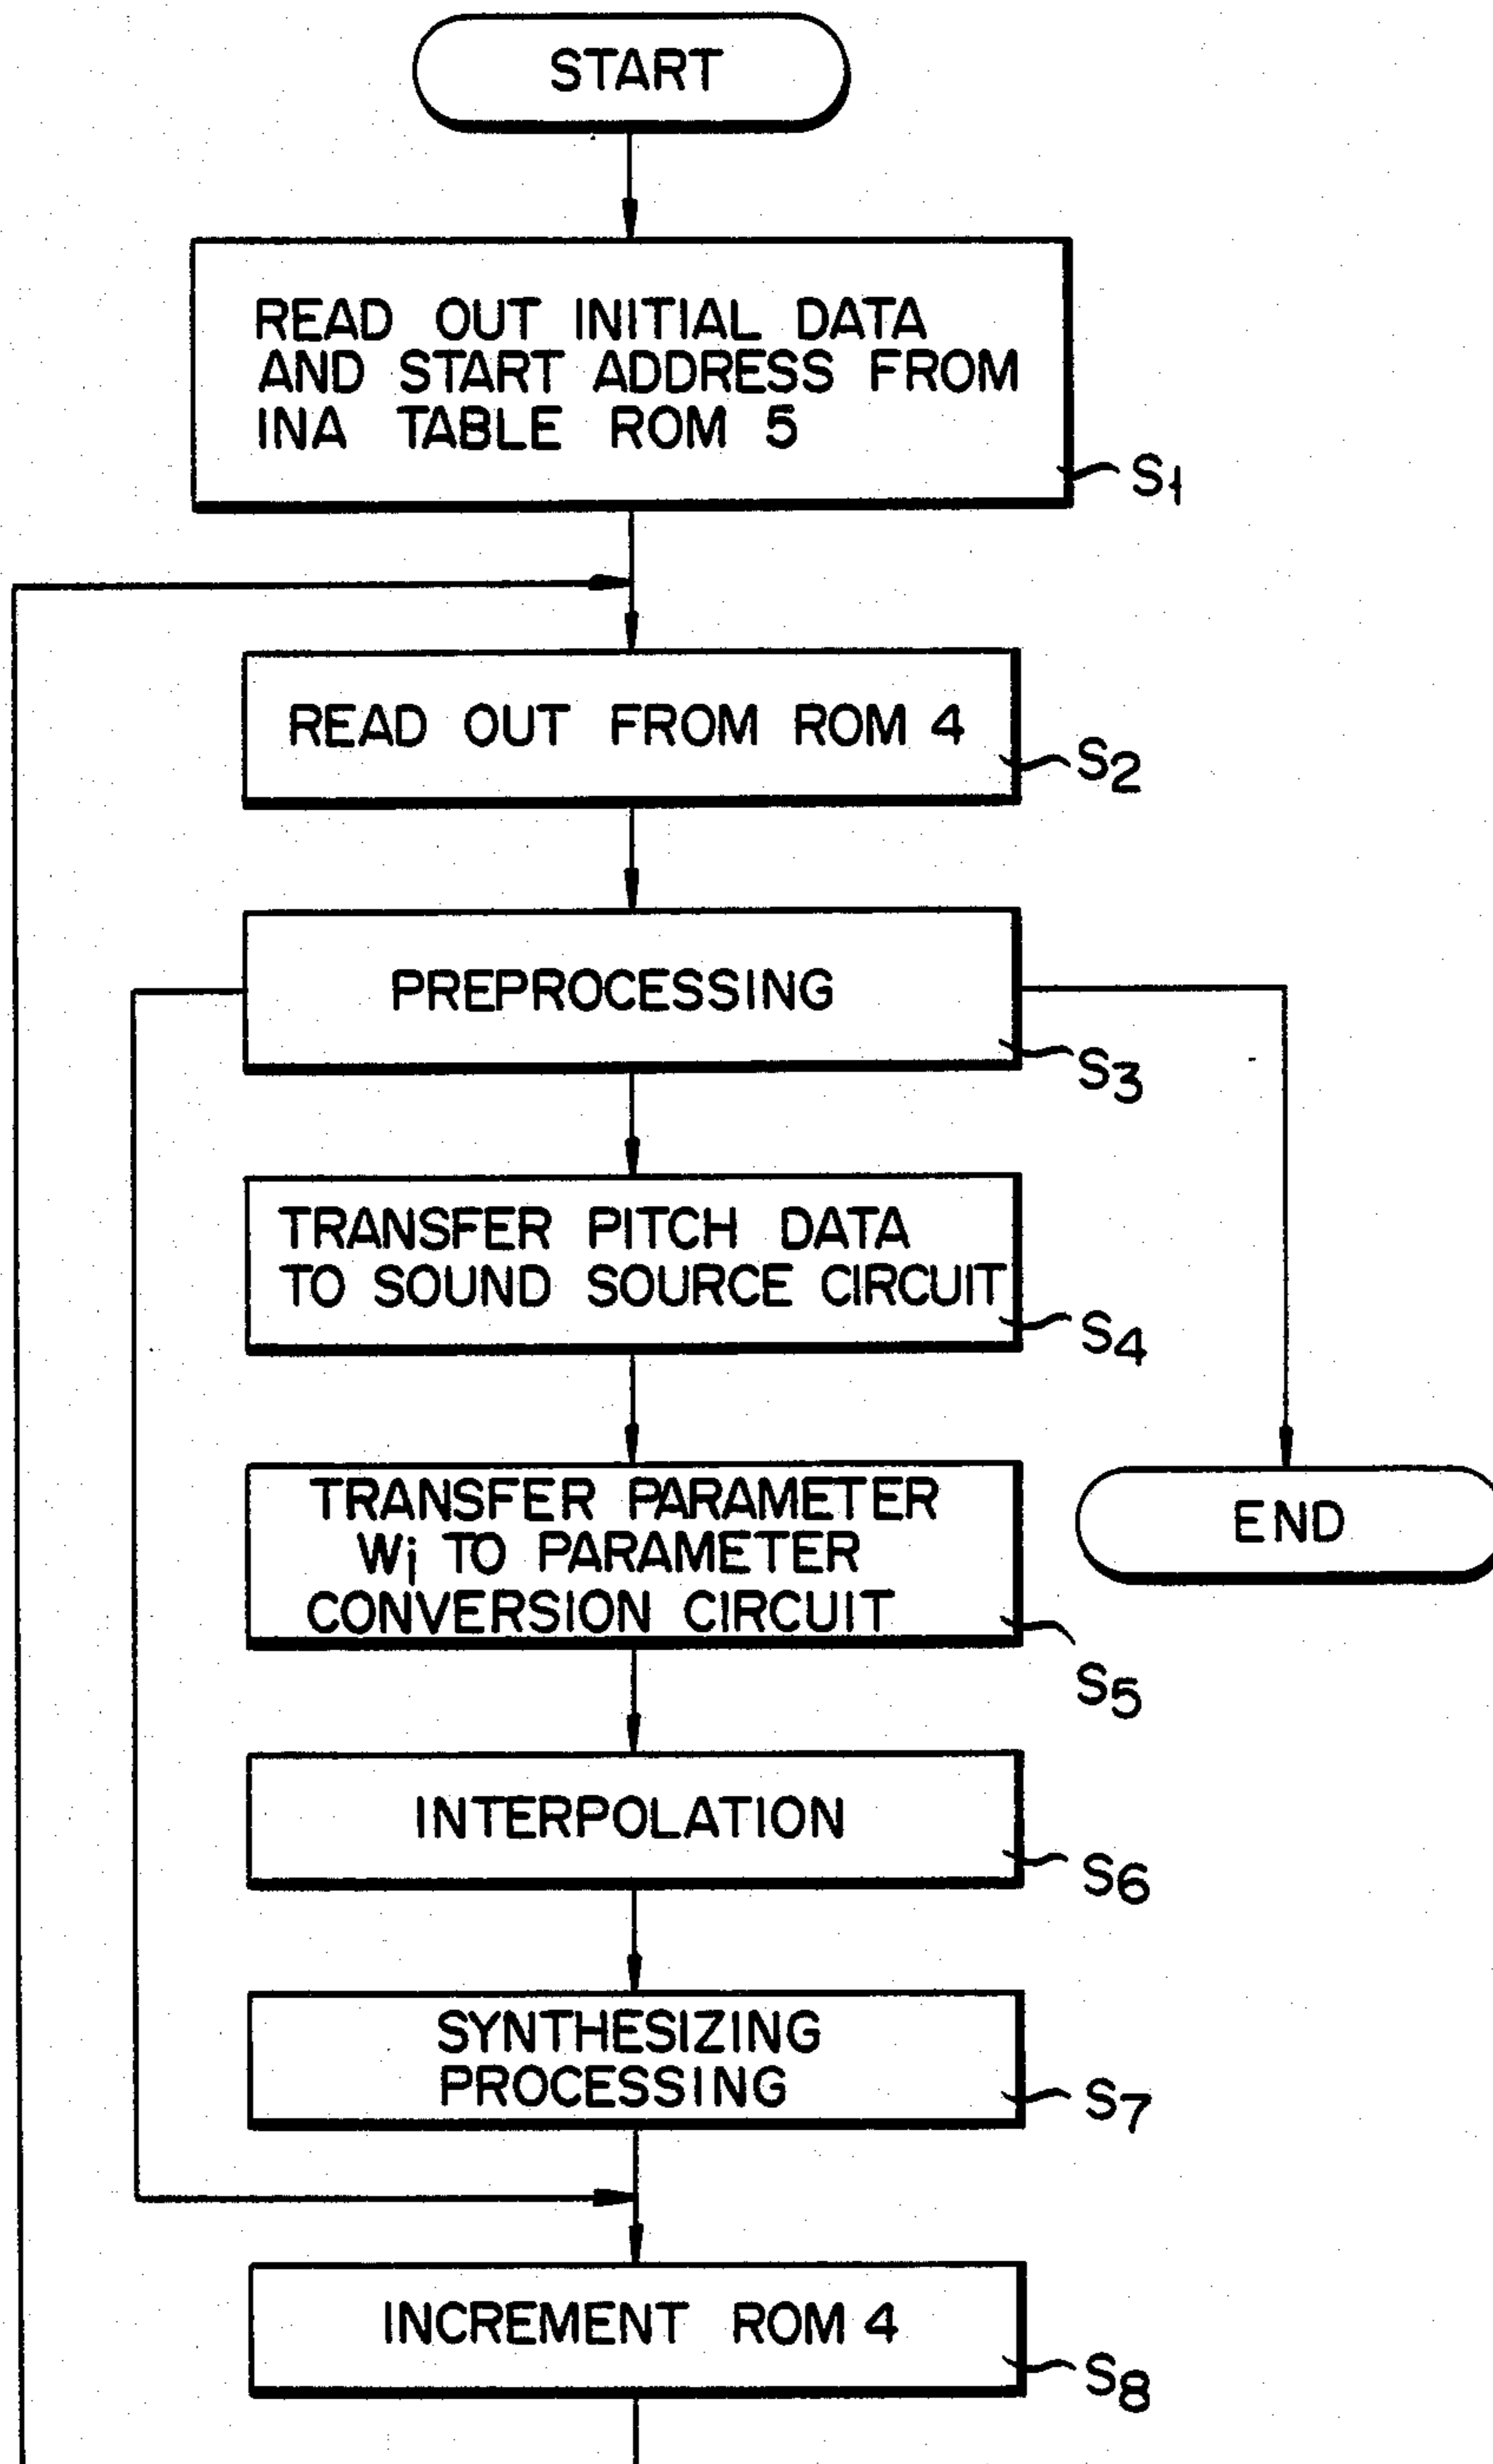 START
READ OUT INITIAL DATA
AND START ADDRESS FROM
INA TABLE ROM 5
S1
READ OUT FROM ROM 4
S2
PREPROCESSING
S3
TRANSFER PITCH DATA
TO SOUND SOURCE CIRCUIT
S4
TRANSFER PARAMETER
Wi TO PARAMETER
CONVERSION CIRCUIT
S5
END
INTERPOLATION
S6
SYNTHESIZING
PROCESSING
S7
INCREMENT ROM 4
S8